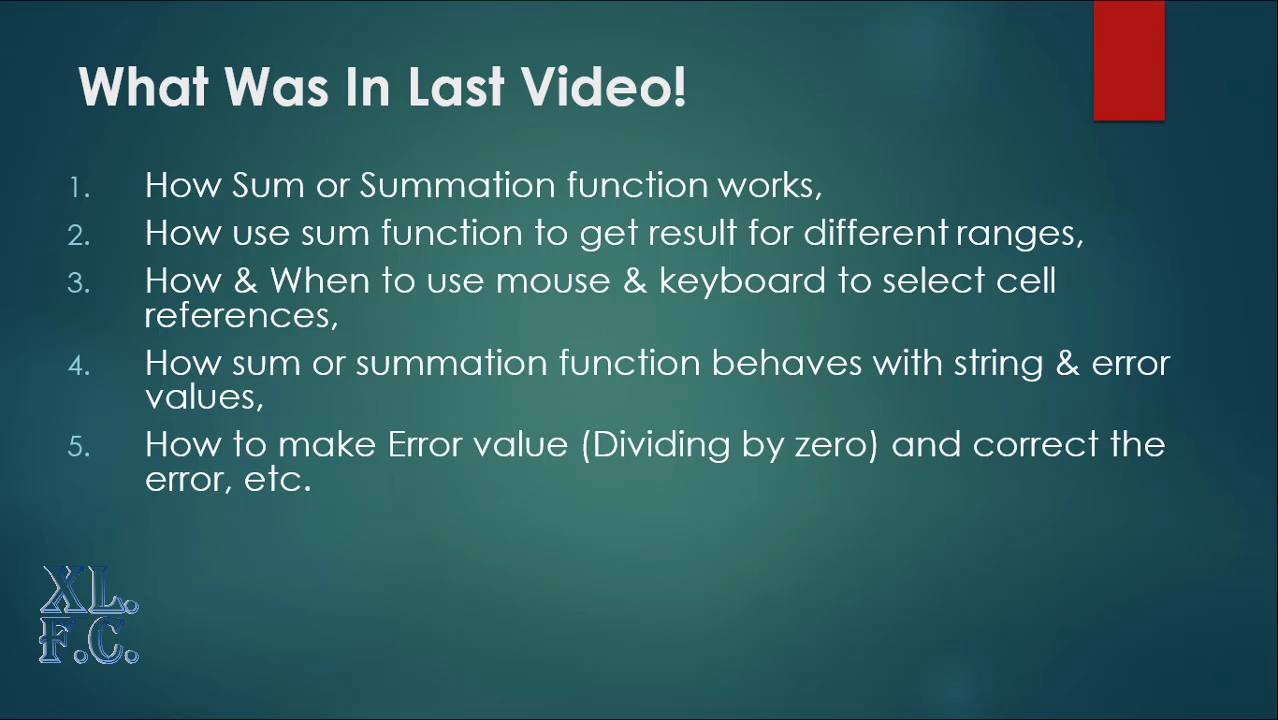 What Was In Last Video!
1. How Sum or Summation function works,
2. How use sum function to get result for different ranges,
3. How & When to use mouse & keyboard to select cell
references,
4. How sum or summation function behaves with string & error
values,
5. How to make Error value (Dividing by zero) and correct the
error, etc.
XL.
F.C.